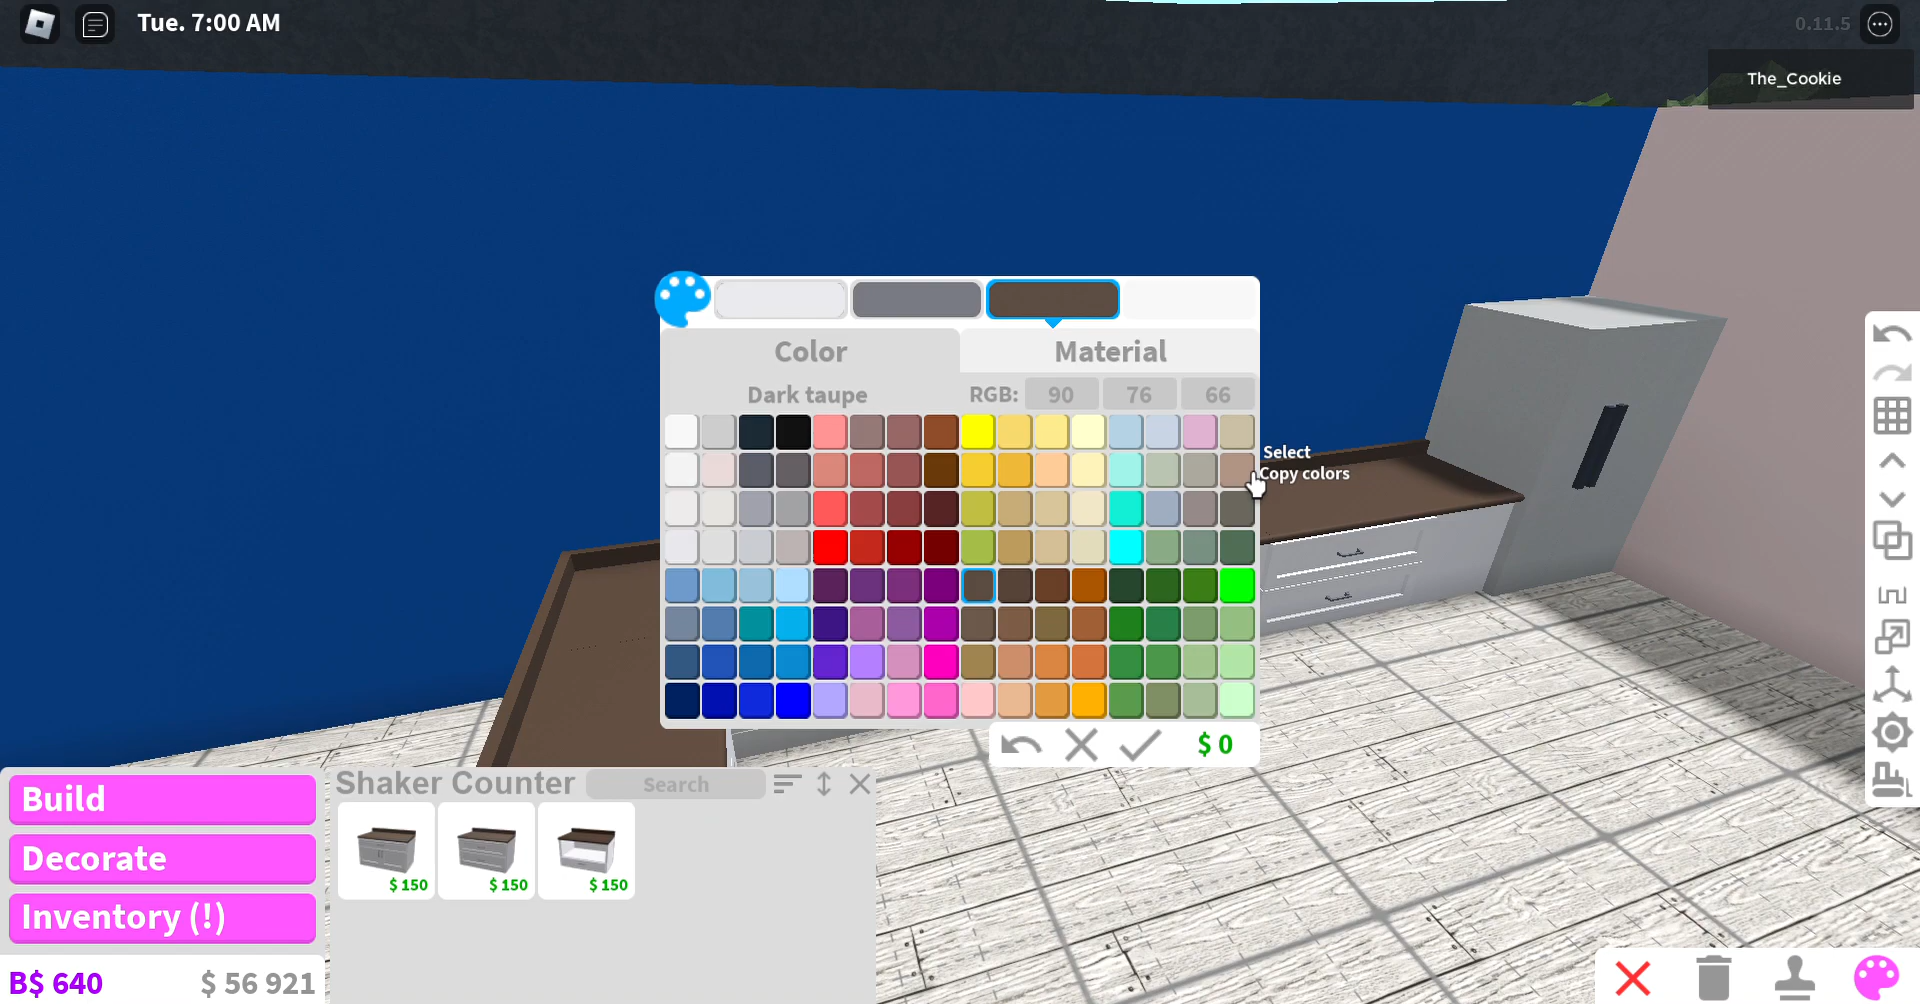 Tue. 7:00 AM
0.11.5
The_Cookie
Color
Material
Dark taupe
RGB: 90 76 66
Select
Copy colors
$ 0
Shaker Counter
Search
$ 150
$ 150
$ 150
Build
Decorate
Inventory (!)
B$ 640
$ 56 921